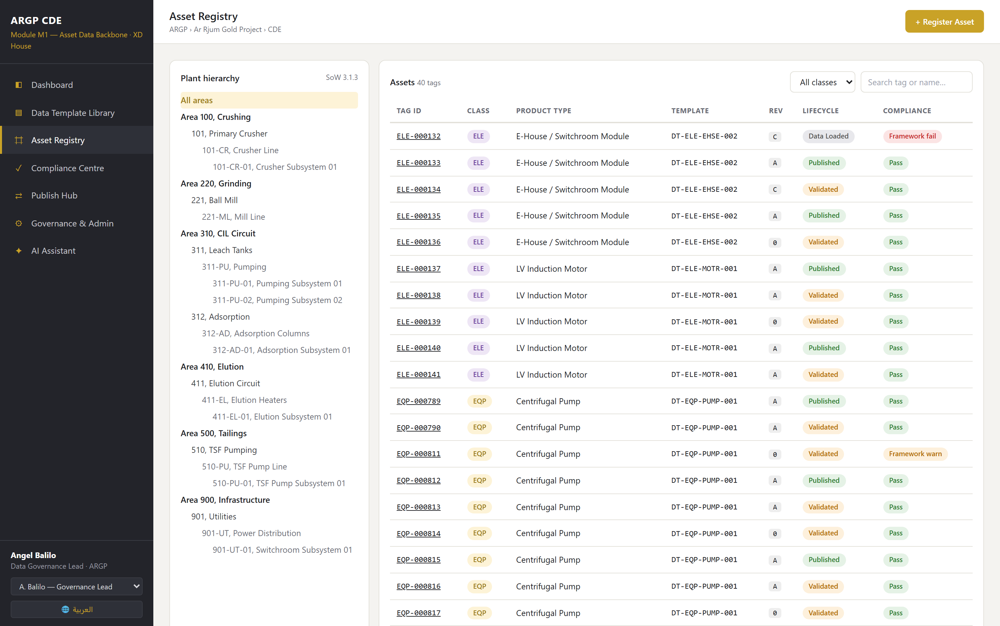 ARGP CDE
Module M1 — Asset Data Backbone · XD
House
Dashboard
Data Template Library
Asset Registry
Compliance Centre
Publish Hub
Governance & Admin
AI Assistant
Angel Balilo
Data Governance Lead · ARGP
A. Balilo — Governance Lead
العربية
Asset Registry
ARGP › Ar Rjum Gold Project › CDE
+ Register Asset
Plant hierarchy SoW 3.1.3
All areas
Area 100, Crushing
101, Primary Crusher
101-CR, Crusher Line
101-CR-01, Crusher Subsystem 01
Area 220, Grinding
221, Ball Mill
221-ML, Mill Line
Area 310, CIL Circuit
311, Leach Tanks
311-PU, Pumping
311-PU-01, Pumping Subsystem 01
311-PU-02, Pumping Subsystem 02
312, Adsorption
312-AD, Adsorption Columns
312-AD-01, Adsorption Subsystem 01
Area 410, Elution
411, Elution Circuit
411-EL, Elution Heaters
411-EL-01, Elution Subsystem 01
Area 500, Tailings
510, TSF Pumping
510-PU, TSF Pump Line
510-PU-01, TSF Pump Subsystem 01
Area 900, Infrastructure
901, Utilities
901-UT, Power Distribution
901-UT-01, Switchroom Subsystem 01
Assets 40 tags All classes Search tag or name...
TAG ID CLASS PRODUCT TYPE TEMPLATE REV LIFECYCLE COMPLIANCE
ELE-000132 ELE E-House / Switchroom Module DT-ELE-EHSE-002 C Data Loaded Framework fail
ELE-000133 ELE E-House / Switchroom Module DT-ELE-EHSE-002 A Published Pass
ELE-000134 ELE E-House / Switchroom Module DT-ELE-EHSE-002 C Validated Pass
ELE-000135 ELE E-House / Switchroom Module DT-ELE-EHSE-002 A Published Pass
ELE-000136 ELE E-House / Switchroom Module DT-ELE-EHSE-002 0 Validated Pass
ELE-000137 ELE LV Induction Motor DT-ELE-MOTR-001 A Published Pass
ELE-000138 ELE LV Induction Motor DT-ELE-MOTR-001 A Validated Pass
ELE-000139 ELE LV Induction Motor DT-ELE-MOTR-001 0 Validated Pass
ELE-000140 ELE LV Induction Motor DT-ELE-MOTR-001 A Published Pass
ELE-000141 ELE LV Induction Motor DT-ELE-MOTR-001 A Validated Pass
EQP-000789 EQP Centrifugal Pump DT-EQP-PUMP-001 A Published Pass
EQP-000790 EQP Centrifugal Pump DT-EQP-PUMP-001 A Validated Pass
EQP-000811 EQP Centrifugal Pump DT-EQP-PUMP-001 0 Validated Framework warn
EQP-000812 EQP Centrifugal Pump DT-EQP-PUMP-001 A Published Pass
EQP-000813 EQP Centrifugal Pump DT-EQP-PUMP-001 A Validated Pass
EQP-000814 EQP Centrifugal Pump DT-EQP-PUMP-001 0 Validated Pass
EQP-000815 EQP Centrifugal Pump DT-EQP-PUMP-001 A Published Pass
EQP-000816 EQP Centrifugal Pump DT-EQP-PUMP-001 A Validated Pass
EQP-000817 EQP Centrifugal Pump DT-EQP-PUMP-001 0 Validated Pass